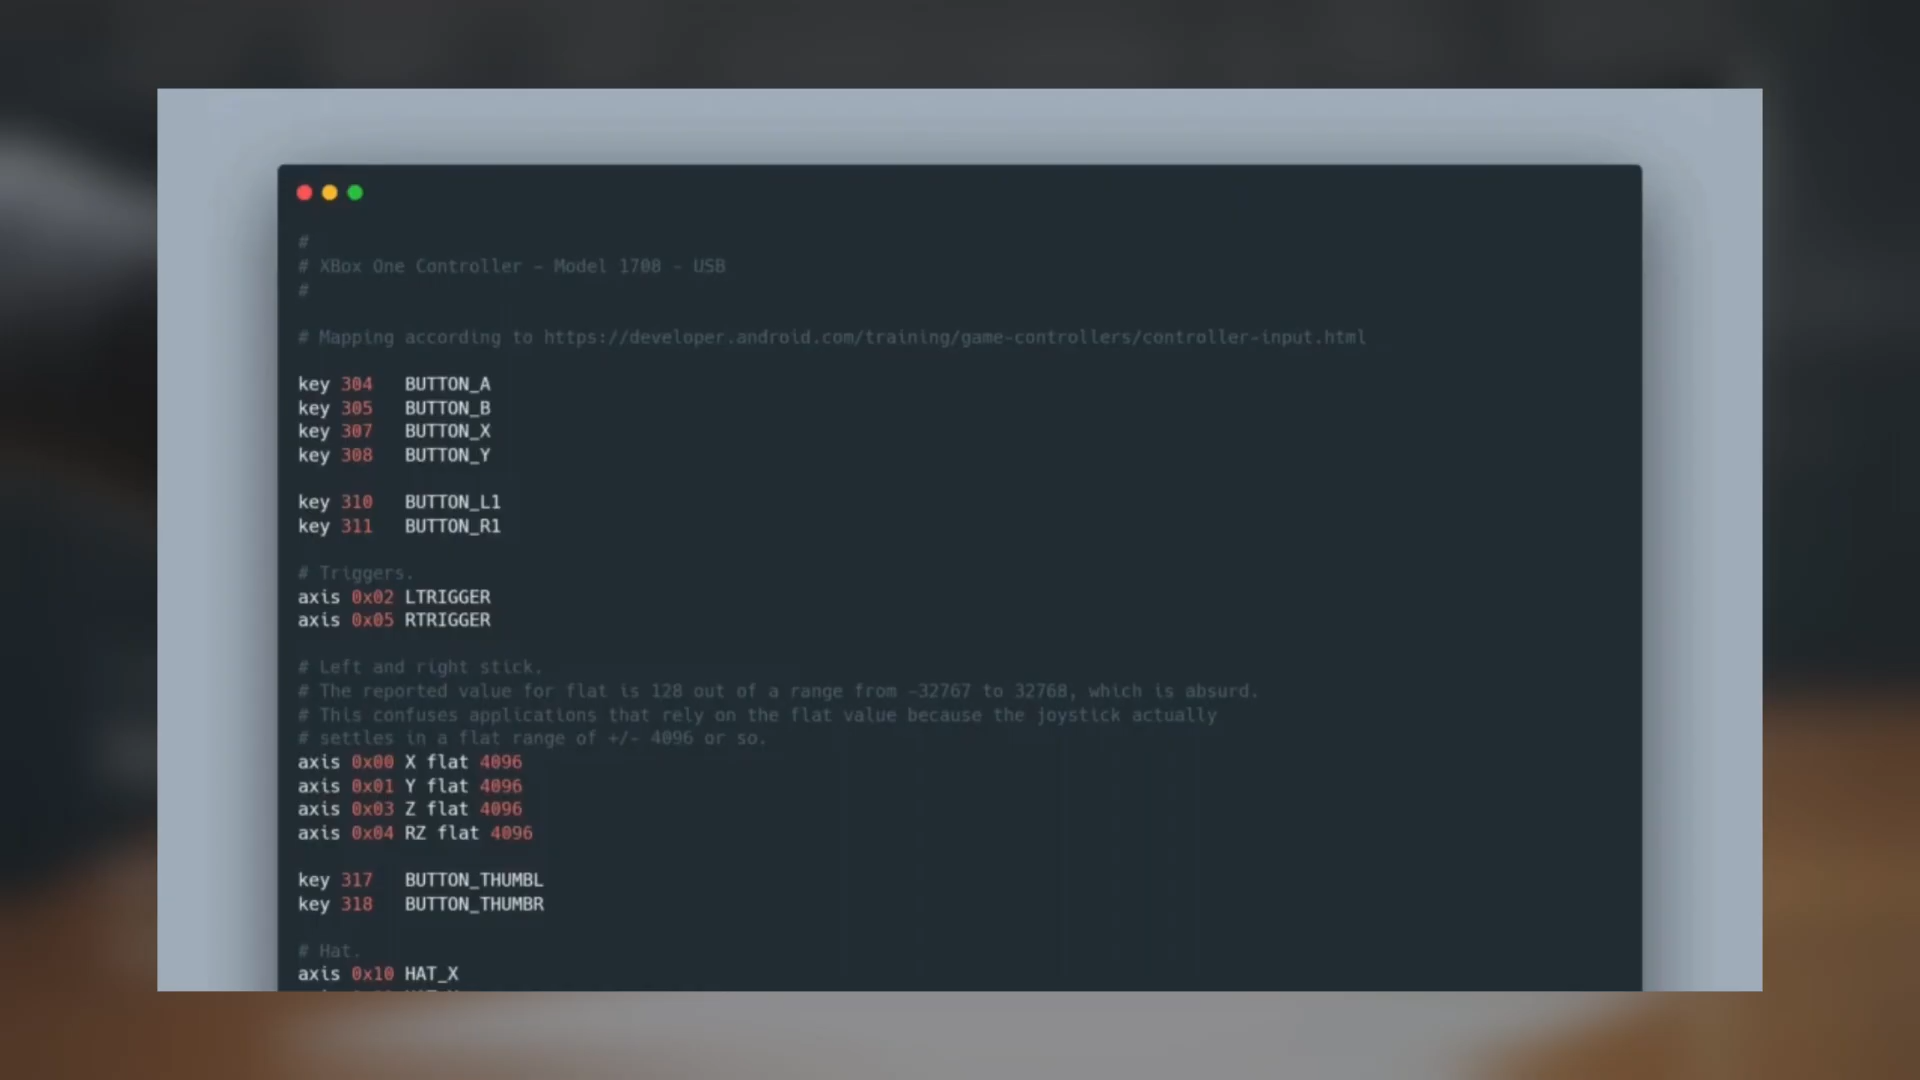 #
# XBox One Controller - Model 1708 - USB
#
# Mapping according to https://developer.android.com/training/game-controllers/controller-input.html
key 304 BUTTON_A
key 305 BUTTON_B
key 307 BUTTON_X
key 308 BUTTON_Y
key 310 BUTTON_L1
key 311 BUTTON_R1
# Triggers.
axis 0x02 LTRIGGER
axis 0x05 RTRIGGER
# Left and right stick.
# The reported value for flat is 128 out of a range from -32767 to 32768, which is absurd.
# This confuses applications that rely on the flat value because the joystick actually
# settles in a flat range of +/- 4096 or so.
axis 0x00 X flat 4096
axis 0x01 Y flat 4096
axis 0x03 Z flat 4096
axis 0x04 RZ flat 4096
key 317 BUTTON_THUMBL
key 318 BUTTON_THUMBR
# Hat.
axis 0x10 HAT_X